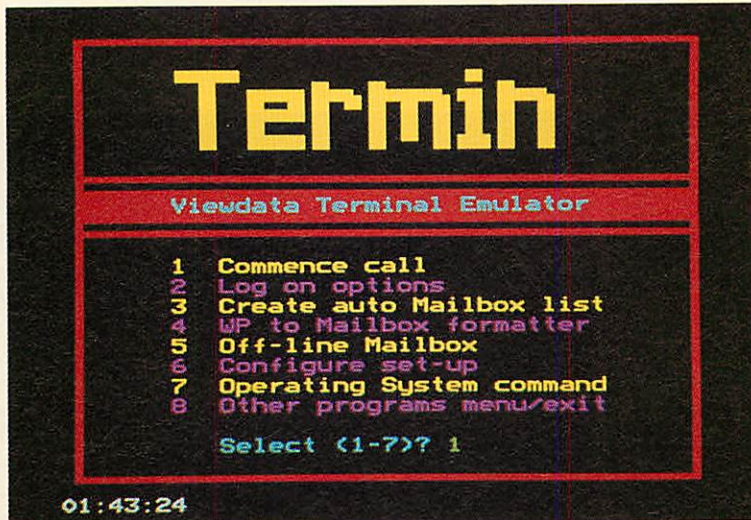 Termin
Viewdata Terminal Emulator
1 Commence call
2 Log on options
3 Create auto Mailbox list
4 WP to Mailbox formatter
5 Off-line Mailbox
6 Configure set-up
7 Operating System command
8 Other programs menu/exit
Select (1-7)? 1
01:43:24